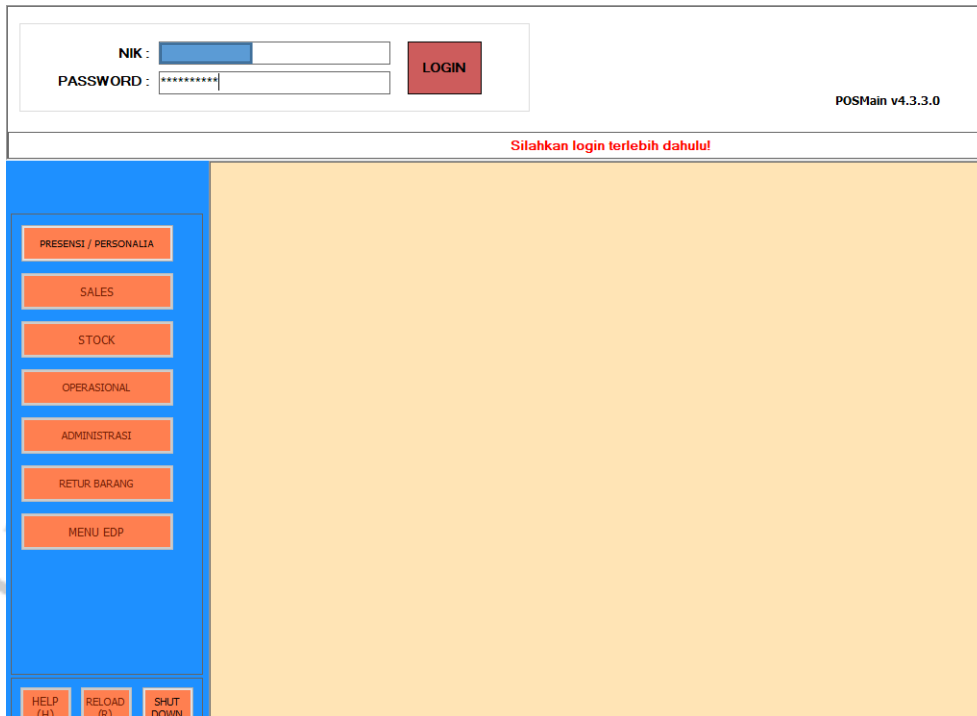 NIK :
PASSWORD : **********
LOGIN
POSMain v4.3.3.0
Silahkan login terlebih dahulu!
PRESENSI / PERSONALIA
SALES
STOCK
OPERASIONAL
ADMINISTRASI
RETUR BARANG
MENU EDP
HELP
(H)
RELOAD
(R)
SHUT
DOWN